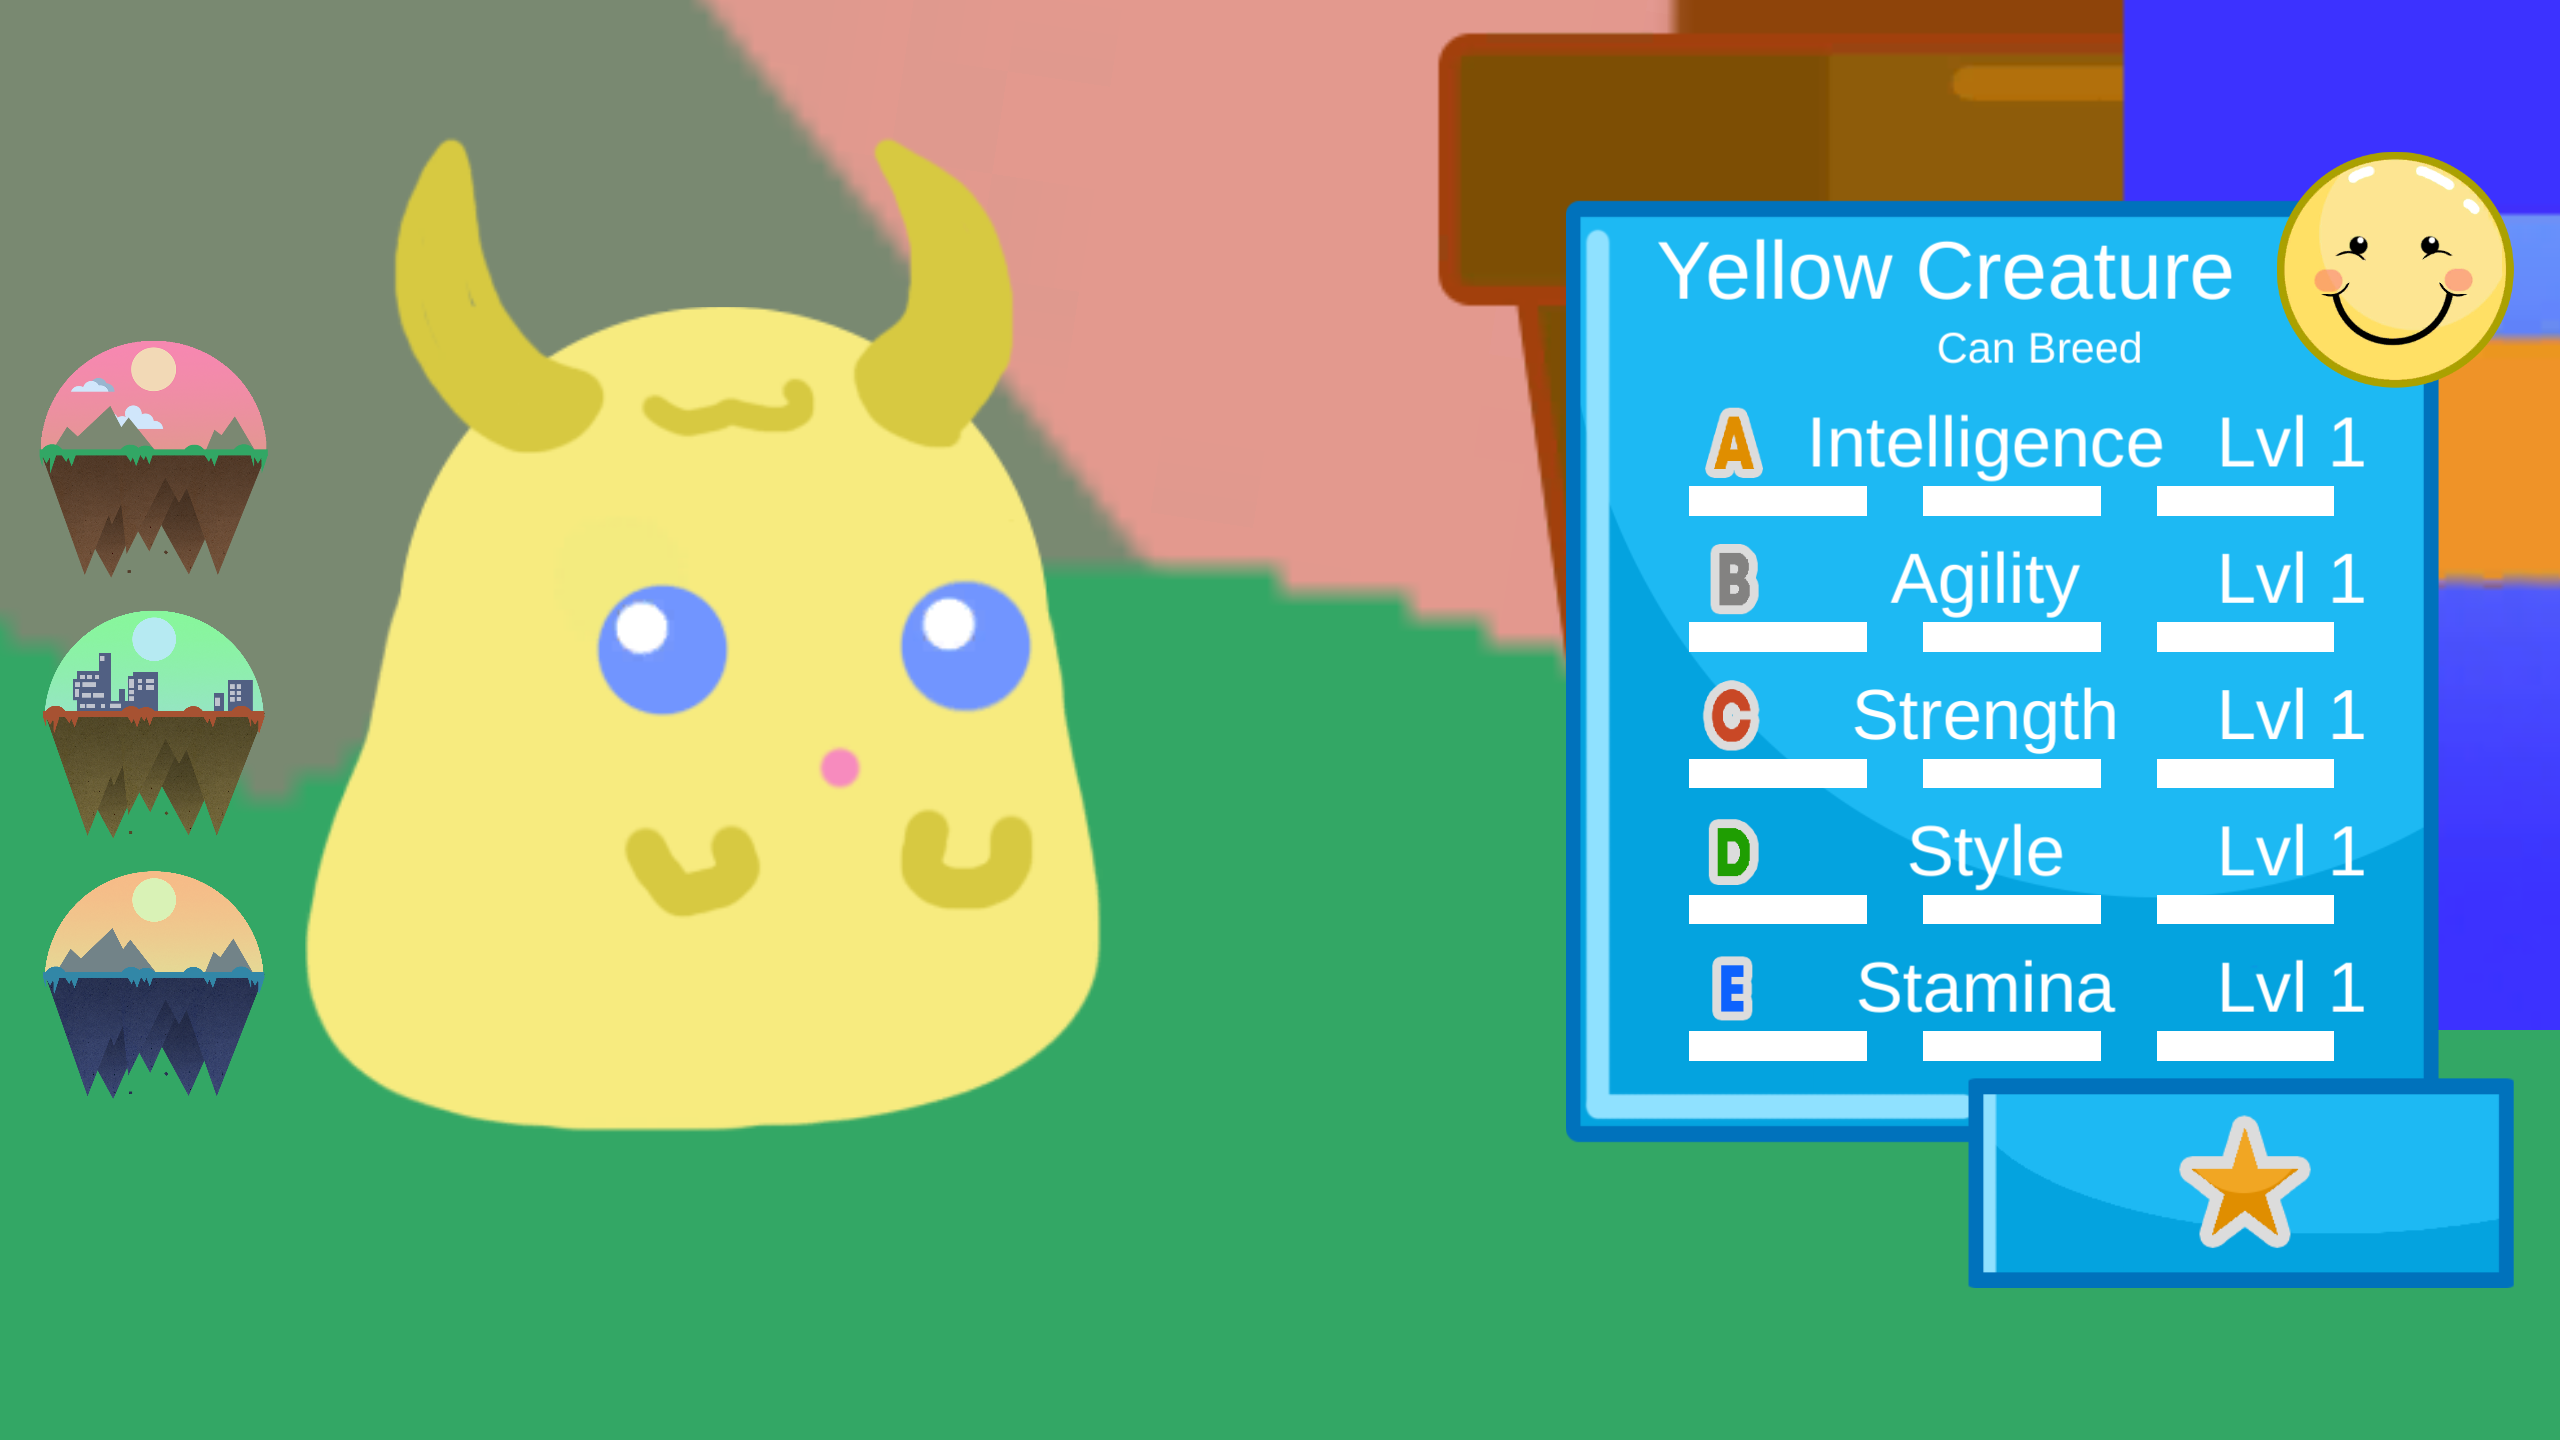 Yellow Creature
Can Breed
A Intelligence Lvl 1
B Agility Lvl 1
C Strength Lvl 1
D Style Lvl 1
E Stamina Lvl 1